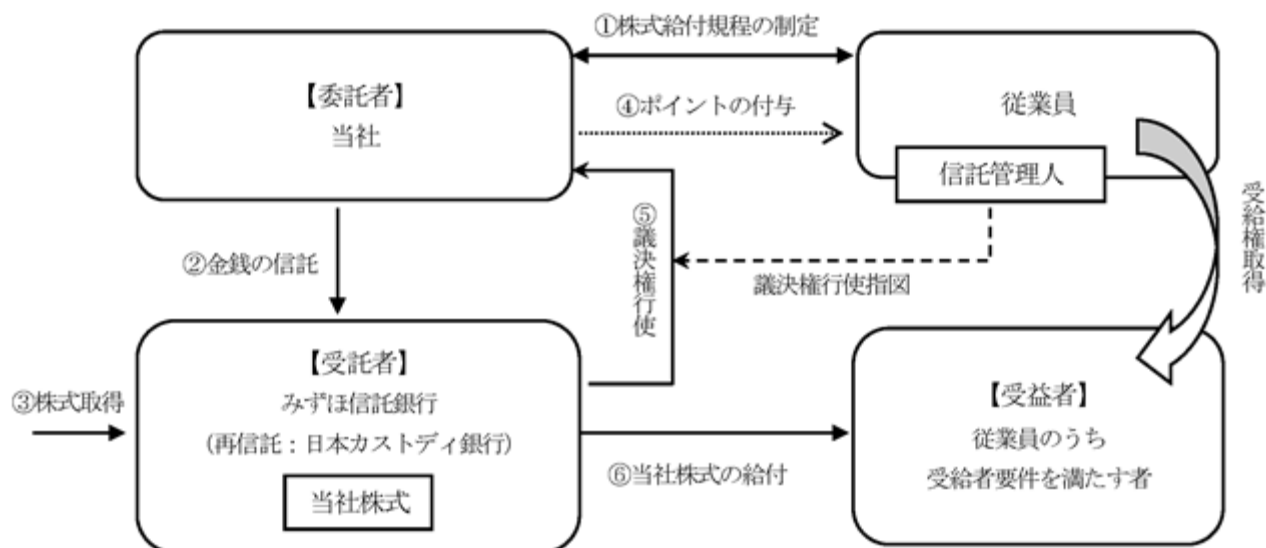 ①株式給付規程の制定
【委託者】
当社
④ポイントの付与
従業員
信託管理人
②金銭の信託
⑤議決権行使
議決権行使指図
受給権取得
③株式取得
【受託者】
みずほ信託銀行
(再信託：日本カストディ銀行)
当社株式
⑥当社株式の給付
【受益者】
従業員のうち
受給者要件を満たす者